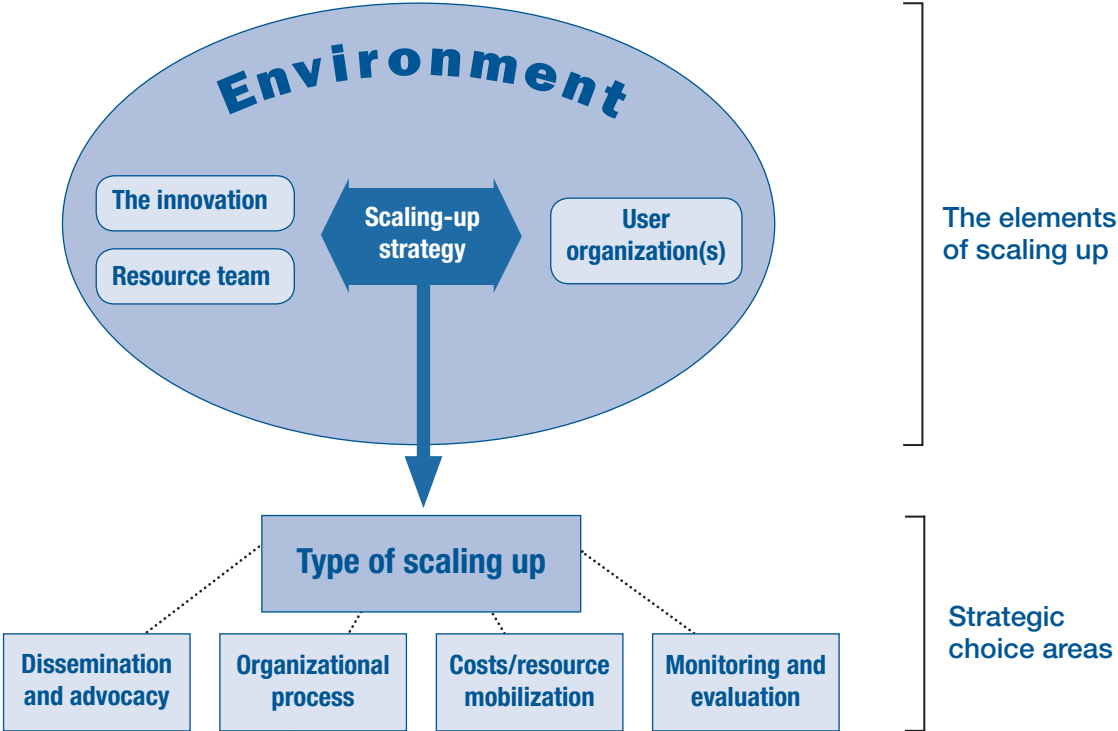 Environment
The innovation
Resource team
Scaling-up
strategy
User
organization(s)
The elements
of scaling up
Type of scaling up
Dissemination
and advocacy
Organizational
process
Costs/resource
mobilization
Monitoring and
evaluation
Strategic
choice areas